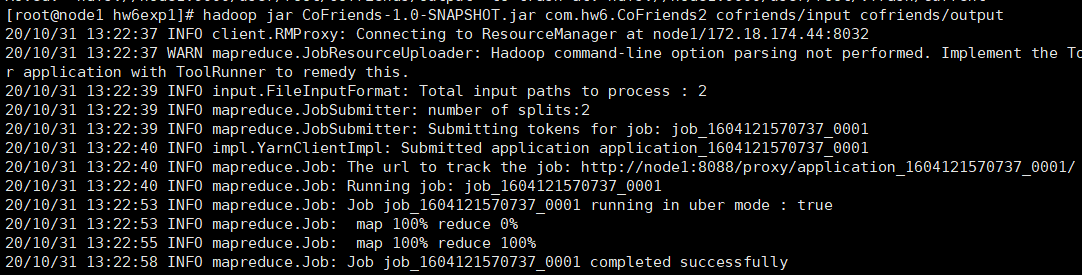 [root@node1 hw6exp1]# hadoop jar CoFriends-1.0-SNAPSHOT.jar com.hw6.CoFriends2 cofriends/input cofriends/output
20/10/31 13:22:37 INFO client.RMProxy: Connecting to ResourceManager at node1/172.18.174.44:8032
20/10/31 13:22:37 WARN mapreduce.JobResourceUploader: Hadoop command-line option parsing not performed. Implement the To
r application with ToolRunner to remedy this.
20/10/31 13:22:39 INFO input.FileInputFormat: Total input paths to process : 2
20/10/31 13:22:39 INFO mapreduce.JobSubmitter: number of splits:2
20/10/31 13:22:39 INFO mapreduce.JobSubmitter: Submitting tokens for job: job_1604121570737_0001
20/10/31 13:22:40 INFO impl.YarnClientImpl: Submitted application application_1604121570737_0001
20/10/31 13:22:40 INFO mapreduce.Job: The url to track the job: http://node1:8088/proxy/application_1604121570737_0001/
20/10/31 13:22:40 INFO mapreduce.Job: Running job: job_1604121570737_0001
20/10/31 13:22:53 INFO mapreduce.Job: Job job_1604121570737_0001 running in uber mode : true
20/10/31 13:22:53 INFO mapreduce.Job:  map 100% reduce 0%
20/10/31 13:22:55 INFO mapreduce.Job:  map 100% reduce 100%
20/10/31 13:22:58 INFO mapreduce.Job: Job job_1604121570737_0001 completed successfully